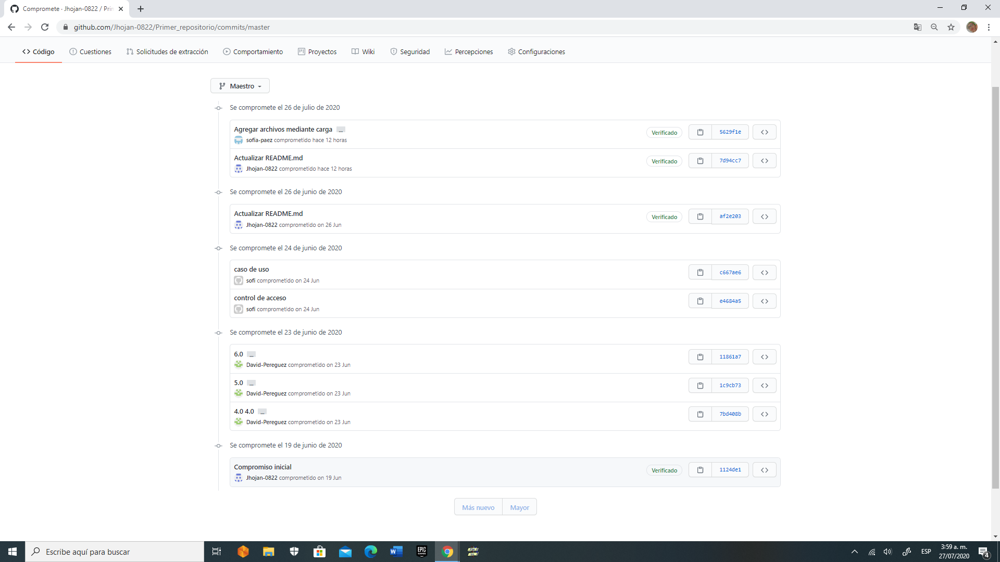 Compromete · Jhojan-0822 / Prin
github.com/Jhojan-0822/Primer_repositorio/commits/master
Código
Cuestiones
Solicitudes de extracción
Comportamiento
Proyectos
Wiki
Seguridad
Percepciones
Configuraciones
Maestro
Se compromete el 26 de julio de 2020
Agregar archivos mediante carga ...
Verificado
5629f1e
sofia-paez comprometido hace 12 horas
Actualizar README.md
Verificado
7d94cc7
Jhojan-0822 comprometido hace 12 horas
Se compromete el 26 de junio de 2020
Actualizar README.md
Verificado
af2e203
Jhojan-0822 comprometido on 26 Jun
Se compromete el 24 de junio de 2020
caso de uso
c667ae6
sofi comprometido on 24 Jun
control de acceso
e4684a5
sofi comprometido on 24 Jun
Se compromete el 23 de junio de 2020
6.0 ...
11861a7
David-Pereguez comprometido on 23 Jun
5.0 ...
1c9cb73
David-Pereguez comprometido on 23 Jun
4.0 4.0 ...
7bd408b
David-Pereguez comprometido on 23 Jun
Se compromete el 19 de junio de 2020
Compromiso inicial
Verificado
1124de1
Jhojan-0822 comprometido on 19 Jun
Más nuevo
Mayor
Escribe aquí para buscar
EPIC GAMES
ESP
3:59 a. m.
27/07/2020
4